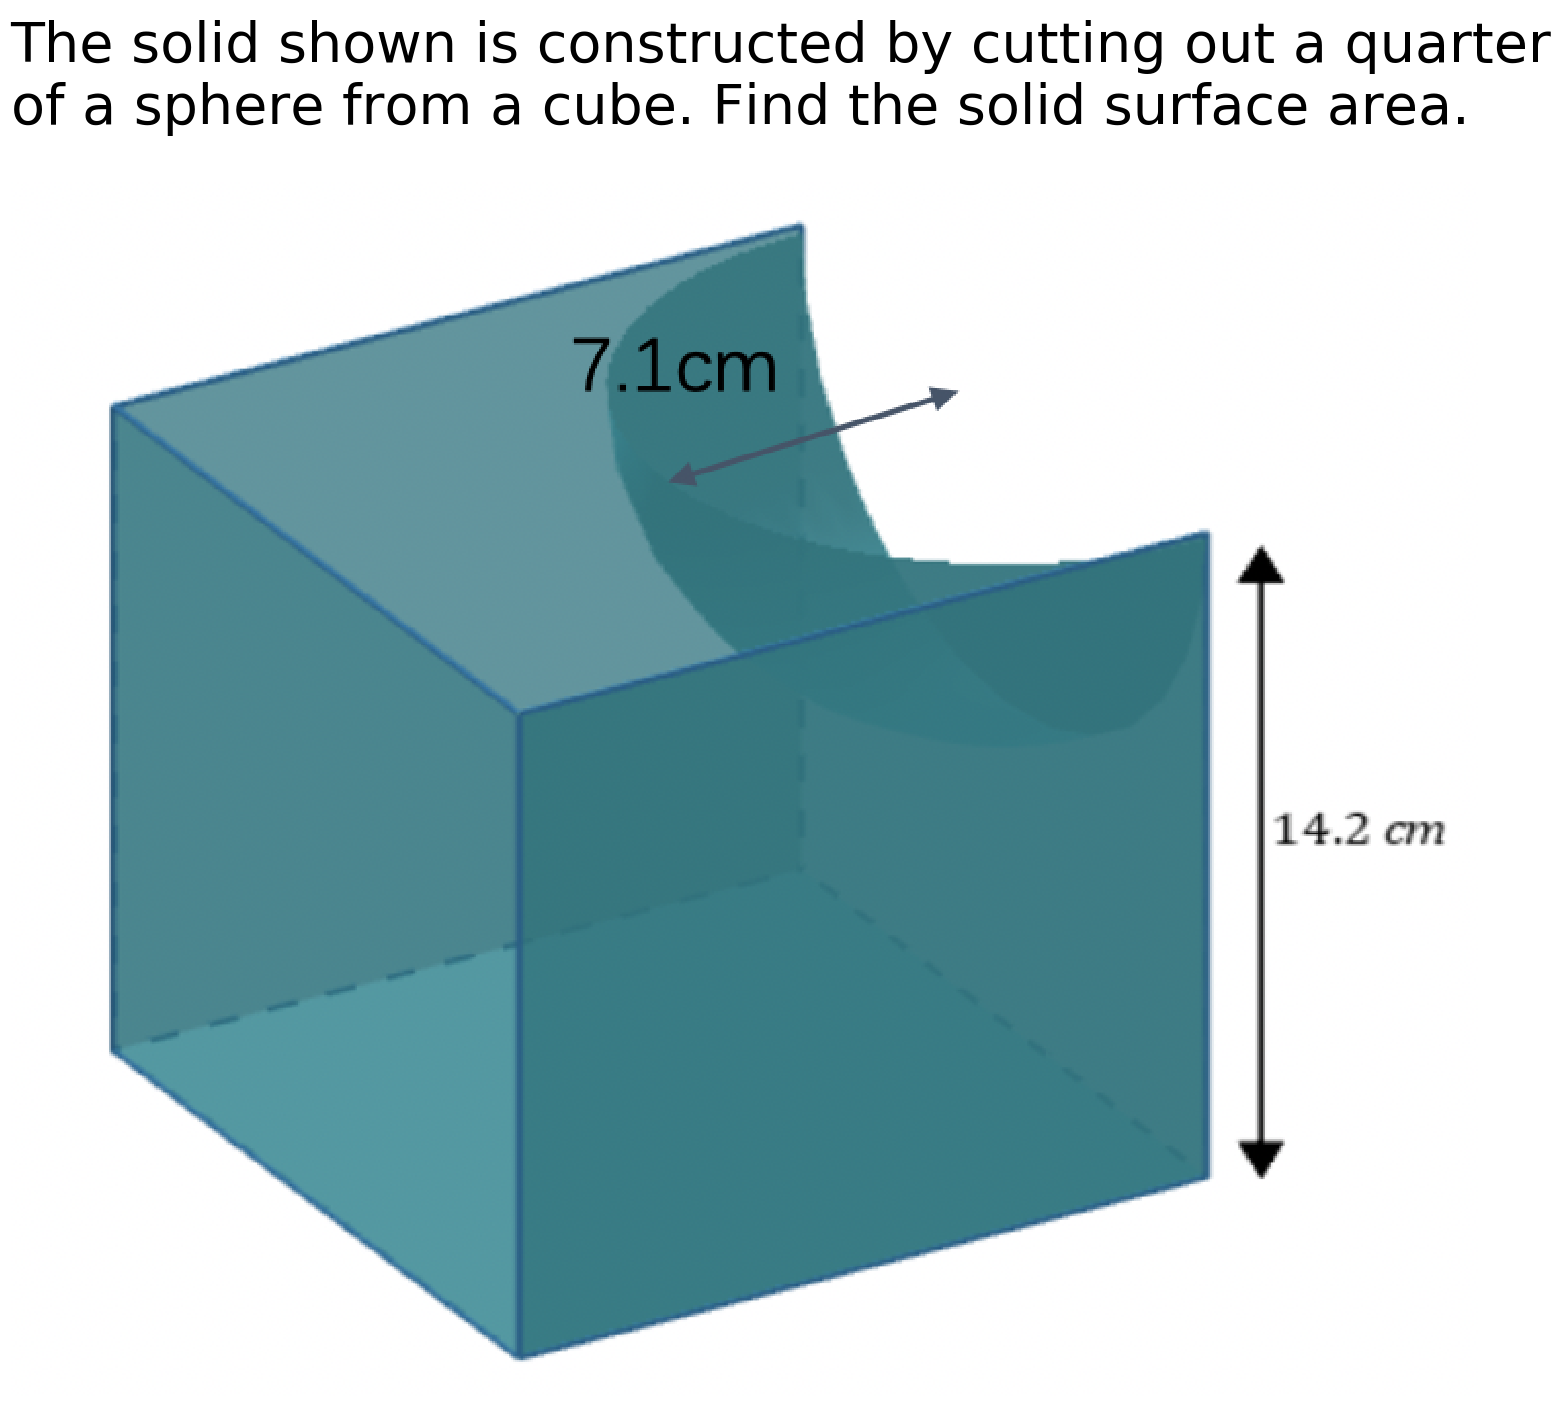 The solid shown is constructed by cutting out a quarter
of a sphere from a cube. Find the solid surface area.
7.1cm
14.2 cm